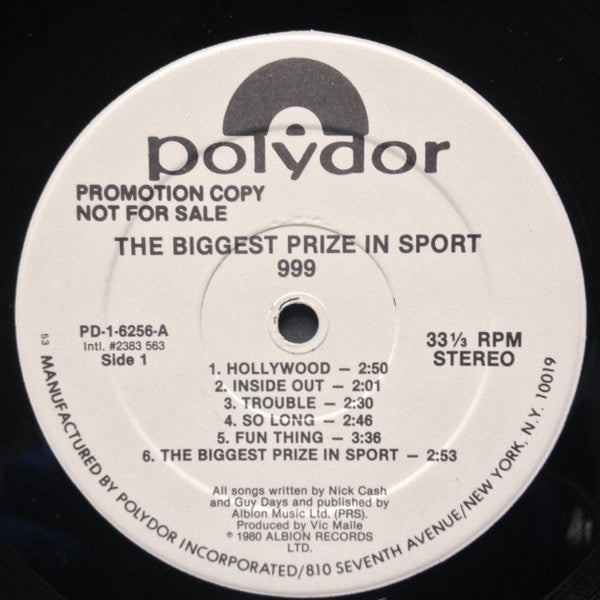 polydor
PROMOTION COPY
NOT FOR SALE
THE BIGGEST PRIZE IN SPORT
999
PD-1-6256-A
Intl. #2383 563
Side 1
33⅓ RPM
STEREO
1. HOLLYWOOD — 2:50
2. INSIDE OUT — 2:01
3. TROUBLE — 2:30
4. SO LONG — 2:46
5. FUN THING — 3:36
6. THE BIGGEST PRIZE IN SPORT — 2:53
All songs written by Nick Cash
and Guy Days and published by
Albion Music Ltd. (PRS).
Produced by Vic Maile
℗ 1980 ALBION RECORDS
LTD.
53
MANUFACTURED BY POLYDOR INCORPORATED/810 SEVENTH AVENUE/NEW YORK, N.Y. 10019